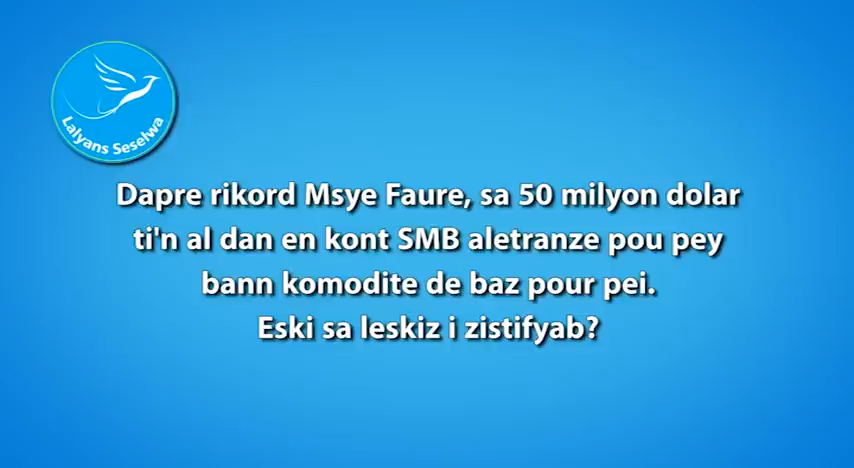 Lalyans Seselwa
Dapre rikord Msye Faure, sa 50 milyon dolar
ti'n al dan en kont SMB aletranze pou pey
bann komodite de baz pour pei.
Eski sa leskiz i zistifyab?